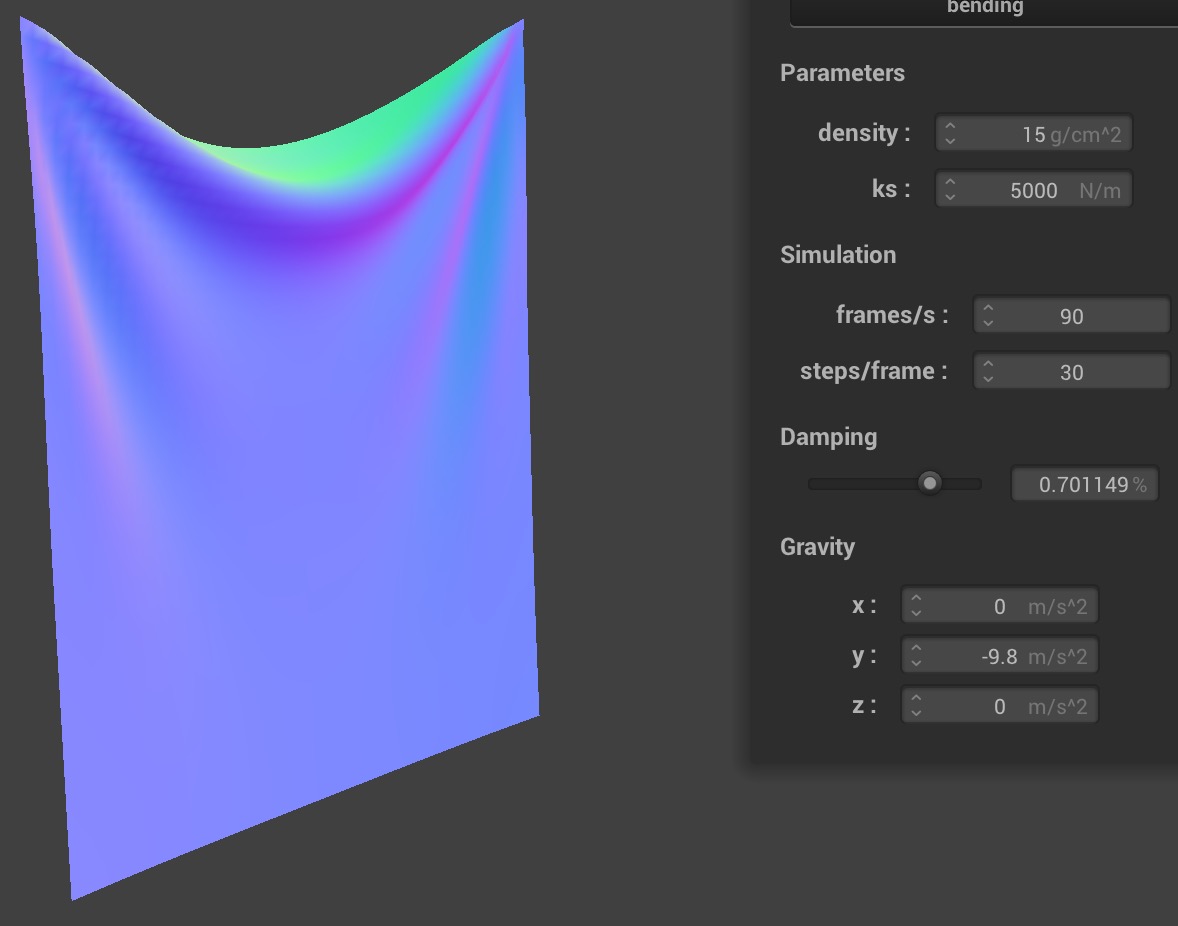 bending
Parameters
density : 15 g/cm^2
ks : 5000 N/m
Simulation
frames/s : 90
steps/frame : 30
Damping
0.701149 %
Gravity
x : 0 m/s^2
y : -9.8 m/s^2
z : 0 m/s^2